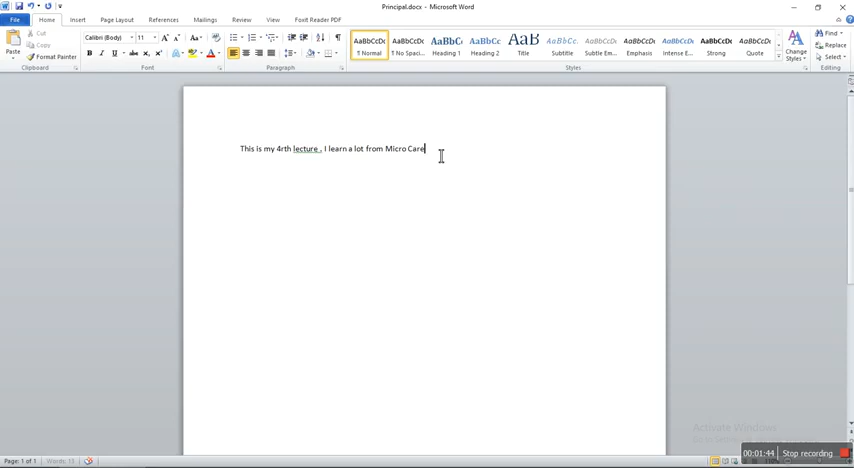 Principal.docx - Microsoft Word
File Home Insert Page Layout References Mailings Review View Foxit Reader PDF
Paste Cut Copy Format Painter Clipboard
Calibri (Body) 11 Font
Paragraph
AaBbCcDc AaBbCcDc AaBbC AaBbCc AaB AaBbCc. AaBbCcDc AaBbCcDc AaBbCcDc AaBbCcDc AaBbCcDc
¶ Normal ¶ No Spaci... Heading 1 Heading 2 Title Subtitle Subtle Em... Emphasis Intense E... Strong Quote
Styles
Change Styles
Find
Replace
Select
Editing
This is my 4rth lecture . I learn a lot from Micro Care
Activate Windows
00:01:44 Stop recording
Page: 1 of 1 Words: 13
110%